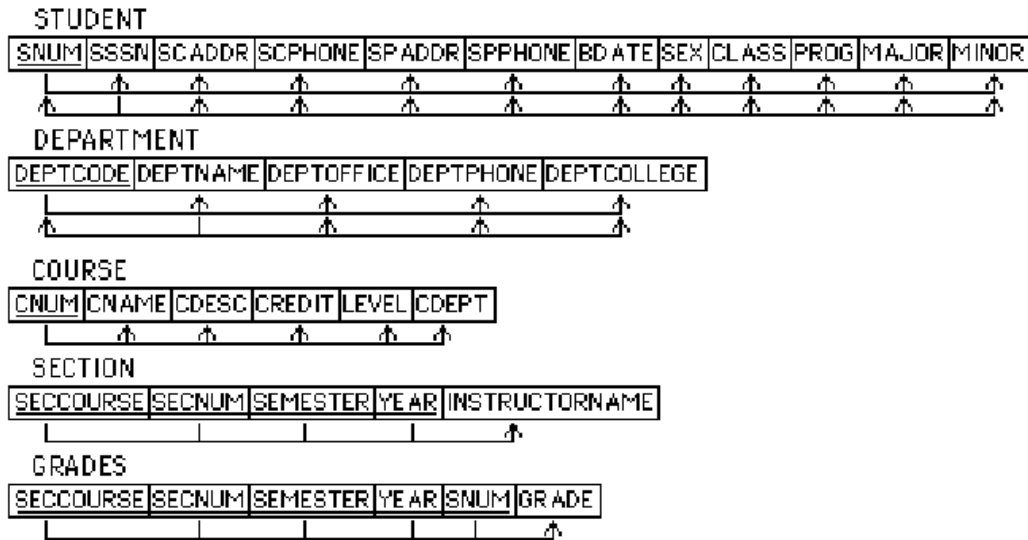 STUDENT
SNUM SSSN SCADDR SCPHONE SPADDR SPPHONE BDATE SEX CLASS PROG MAJOR MINOR
DEPARTMENT
DEPTCODE DEPTNAME DEPTOFFICE DEPTPHONE DEPTCOLLEGE
COURSE
CNUM CNAME CDESC CREDIT LEVEL CDEPT
SECTION
SECCOURSE SECNUM SEMESTER YEAR INSTRUCTORNAME
GRADES
SECCOURSE SECNUM SEMESTER YEAR SNUM GRADE